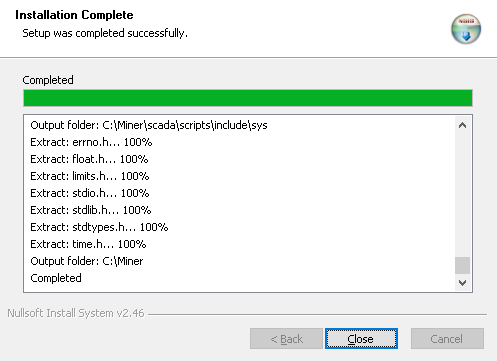 Installation Complete
Setup was completed successfully.
Completed
Output folder: C:\Miner\scada\scripts\include\sys
Extract: errno.h... 100%
Extract: float.h... 100%
Extract: limits.h... 100%
Extract: stdio.h... 100%
Extract: stdlib.h... 100%
Extract: stdtypes.h... 100%
Extract: time.h... 100%
Output folder: C:\Miner
Completed
Nullsoft Install System v2.46
< Back
Close
Cancel